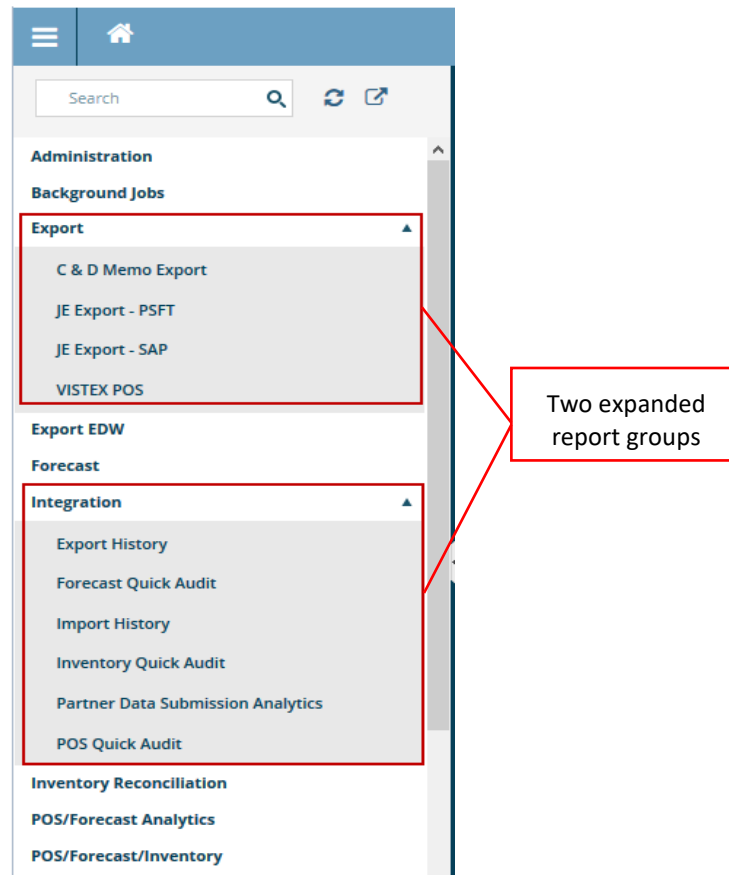 Search
Administration
Background Jobs
Export
C & D Memo Export
JE Export - PSFT
JE Export - SAP
VISTEX POS
Export EDW
Forecast
Integration
Export History
Forecast Quick Audit
Import History
Inventory Quick Audit
Partner Data Submission Analytics
POS Quick Audit
Inventory Reconciliation
POS/Forecast Analytics
POS/Forecast/Inventory
Two expanded
report groups